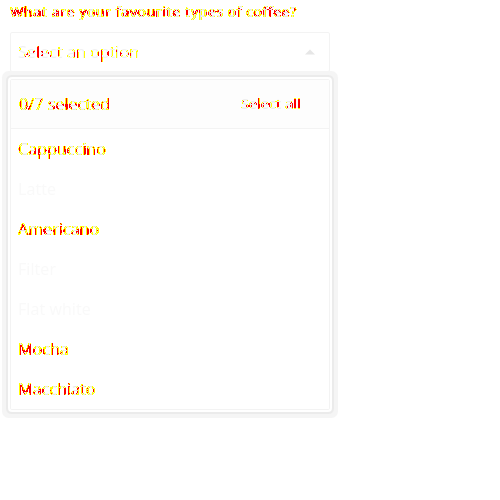 What are your favourite types of coffee?
Select an option
0/7 selected
Select all
Cappuccino
Latte
Americano
Filter
Flat white
Mocha
Macchiato